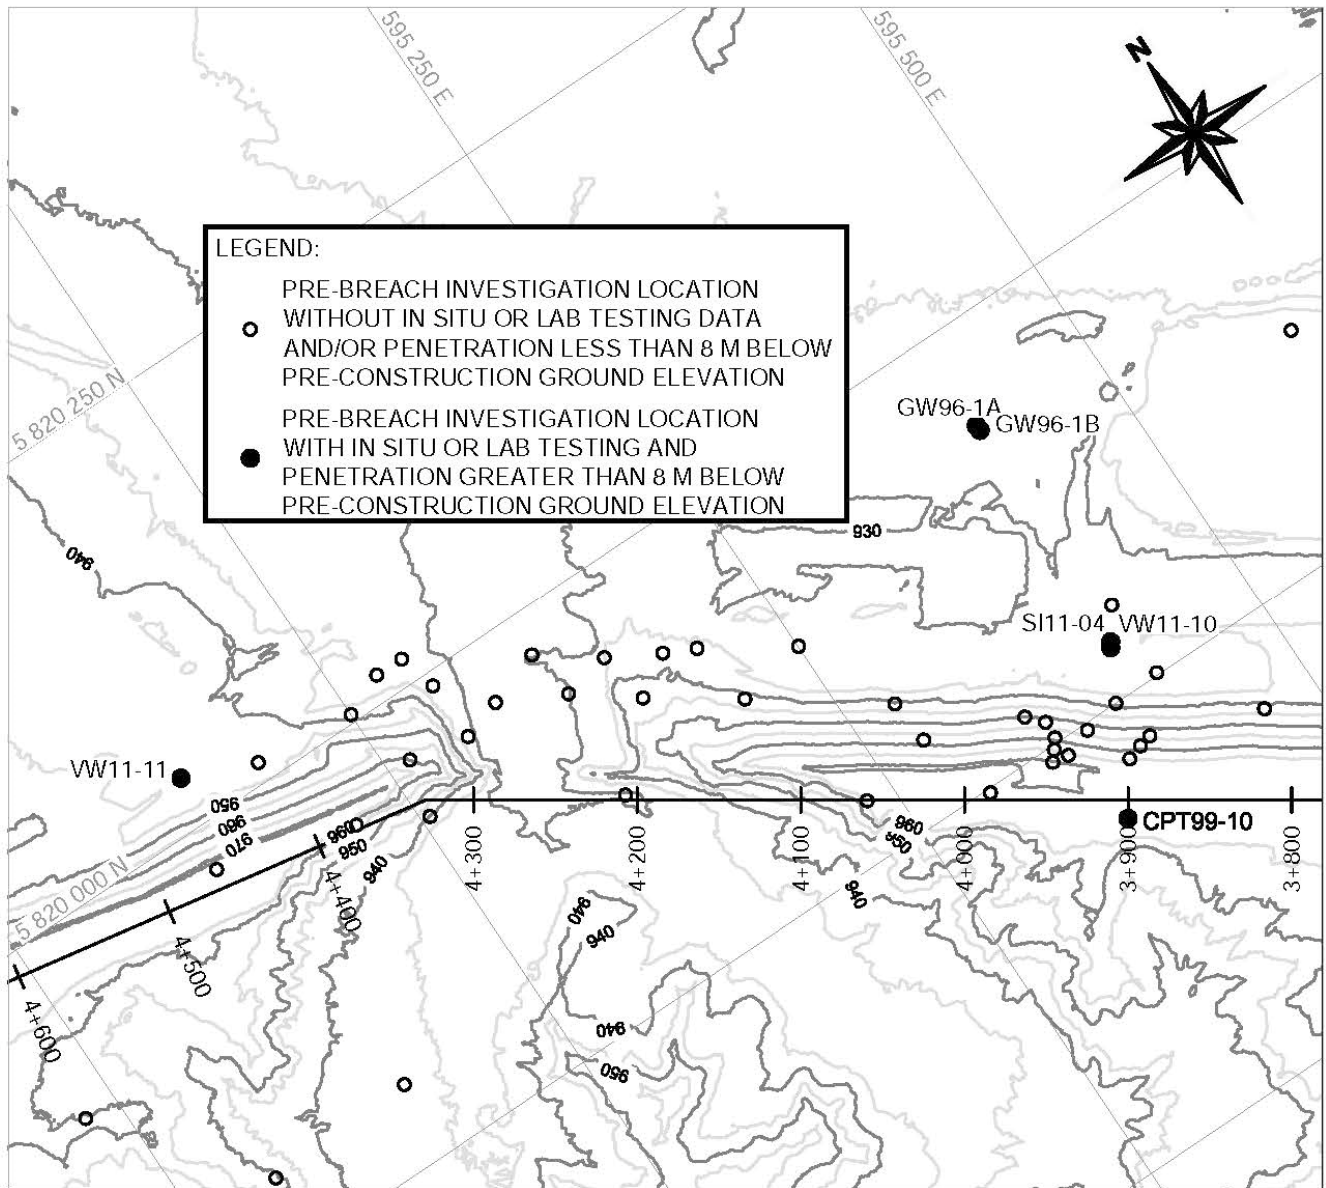 595 250 E
595 500 E
N
LEGEND:
PRE-BREACH INVESTIGATION LOCATION
WITHOUT IN SITU OR LAB TESTING DATA
AND/OR PENETRATION LESS THAN 8 M BELOW
PRE-CONSTRUCTION GROUND ELEVATION
PRE-BREACH INVESTIGATION LOCATION
WITH IN SITU OR LAB TESTING AND
PENETRATION GREATER THAN 8 M BELOW
PRE-CONSTRUCTION GROUND ELEVATION
5 820 250 N
GW96-1A
GW96-1B
930
940
SI11-04
VW11-10
VW11-11
950
960
970
960
950
940
960
950
CPT99-10
5 820 000 N
4+600
4+500
4+400
4+300
4+200
4+100
4+000
3+900
3+800
940
940
940
940
950